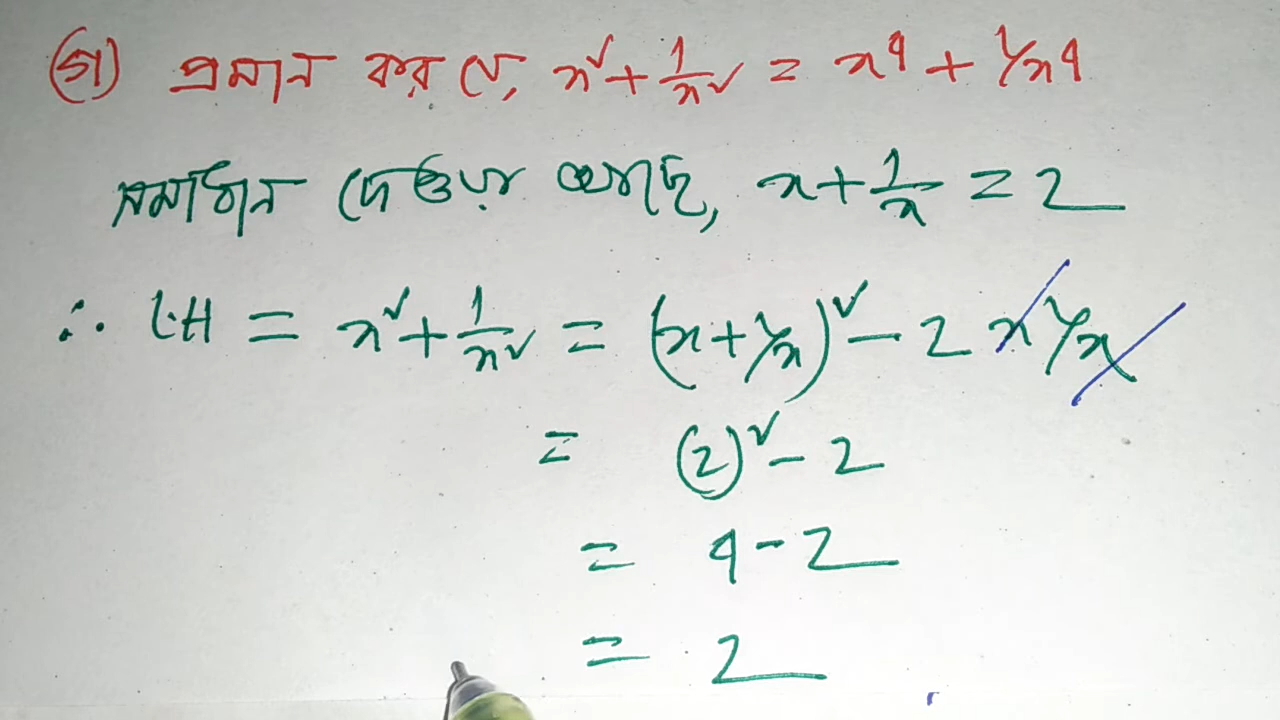 (গ) প্রমান কর যে, x² + 1/x² = x⁴ + 1/x⁴
সমাধান দেওয়া আছে, x + 1/x = 2
∴ L.H = x² + 1/x² = (x + 1/x)² - 2 x 1/x
= (2)² - 2
= 4 - 2
= 2